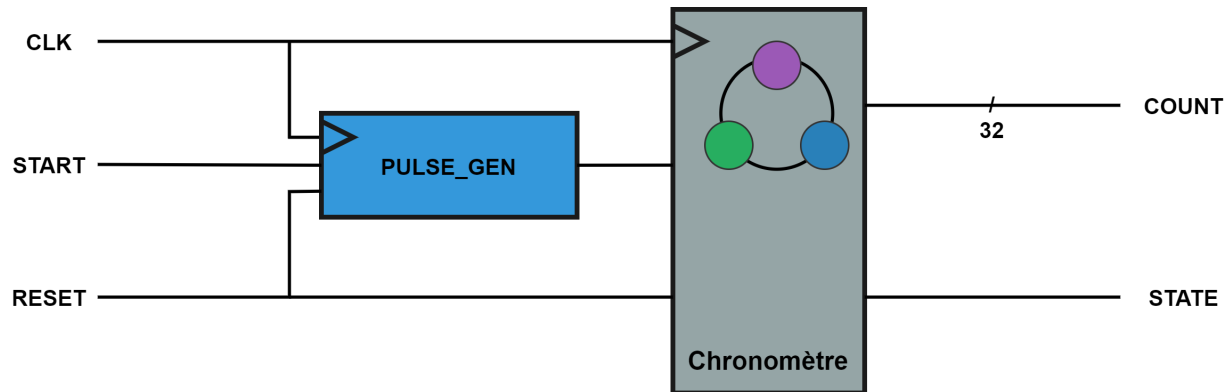 CLK
START
RESET
PULSE_GEN
Chronomètre
COUNT
32
STATE